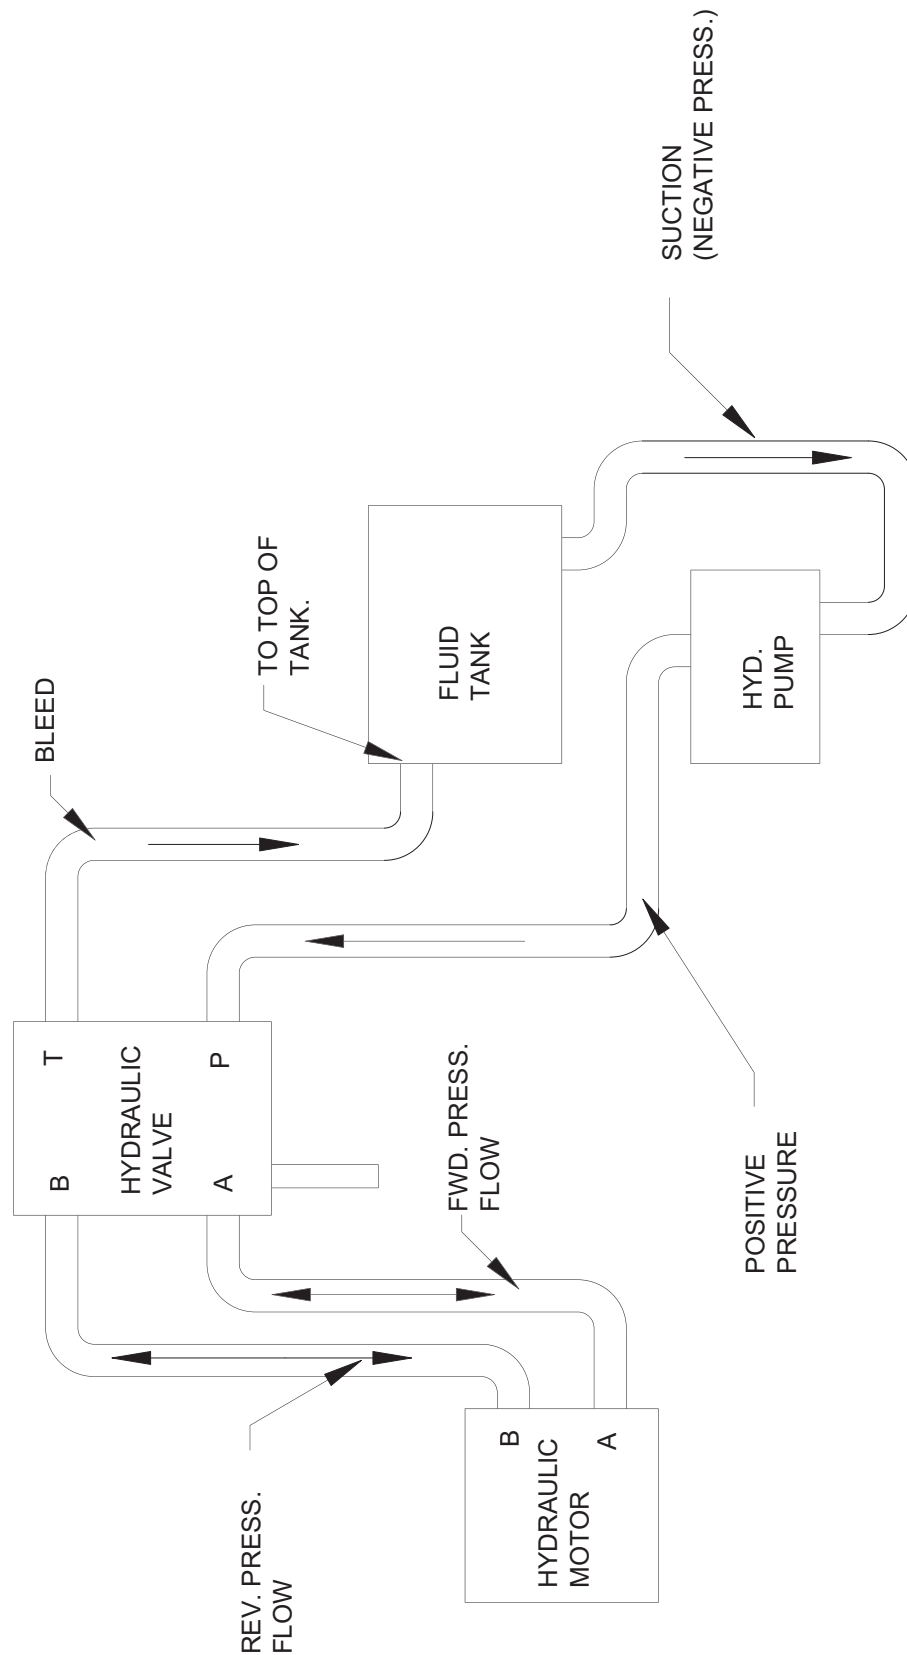 REV. PRESS.
FLOW
HYDRAULIC
MOTOR
B
A
B
T
HYDRAULIC
VALVE
A
P
FWD. PRESS.
FLOW
POSITIVE
PRESSURE
BLEED
TO TOP OF
TANK.
FLUID
TANK
HYD.
PUMP
SUCTION
(NEGATIVE PRESS.)